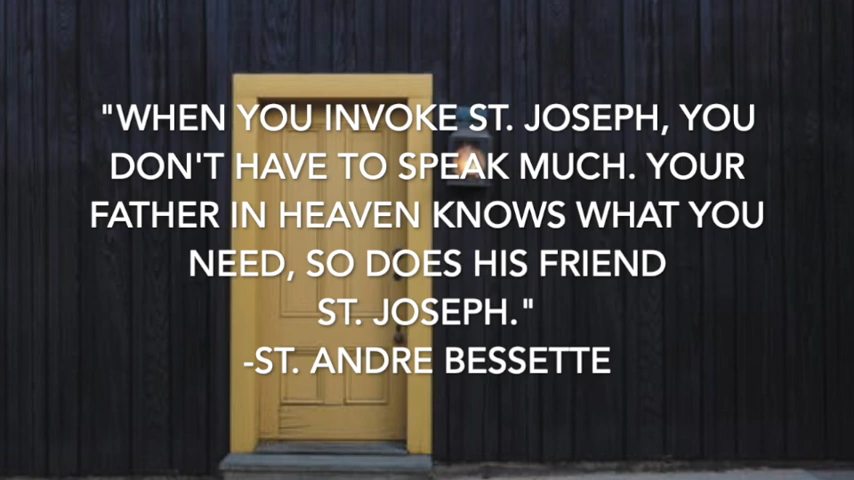 "WHEN YOU INVOKE ST. JOSEPH, YOU
DON'T HAVE TO SPEAK MUCH. YOUR
FATHER IN HEAVEN KNOWS WHAT YOU
NEED, SO DOES HIS FRIEND
ST. JOSEPH."
-ST. ANDRE BESSETTE